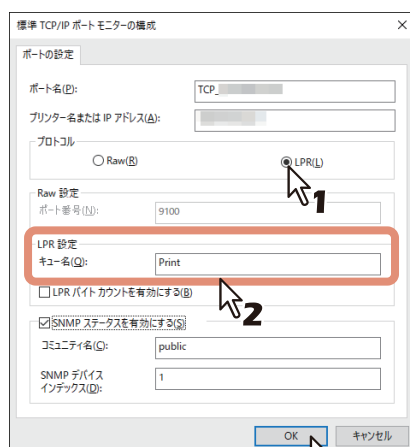 標準 TCP/IP ポート モニターの構成
ポートの設定
ポート名(P):
TCP_
プリンター名または IP アドレス(A):
プロトコル
Raw(R)
LPR(L)
1
Raw 設定
ポート番号(N):
9100
LPR 設定
キュー名(Q):
Print
2
LPR バイト カウントを有効にする(B)
SNMP ステータスを有効にする(S)
コミュニティ名(C):
public
SNMP デバイス
インデックス(D):
1
OK
キャンセル